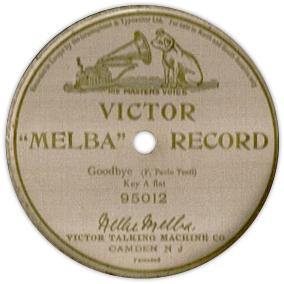 HIS MASTERS VOICE
VICTOR
"MELBA" RECORD
Goodbye (F. Paolo Tosti)
Key A flat
95012
Nellie Melba.
VICTOR TALKING MACHINE CO
CAMDEN N J
Patented